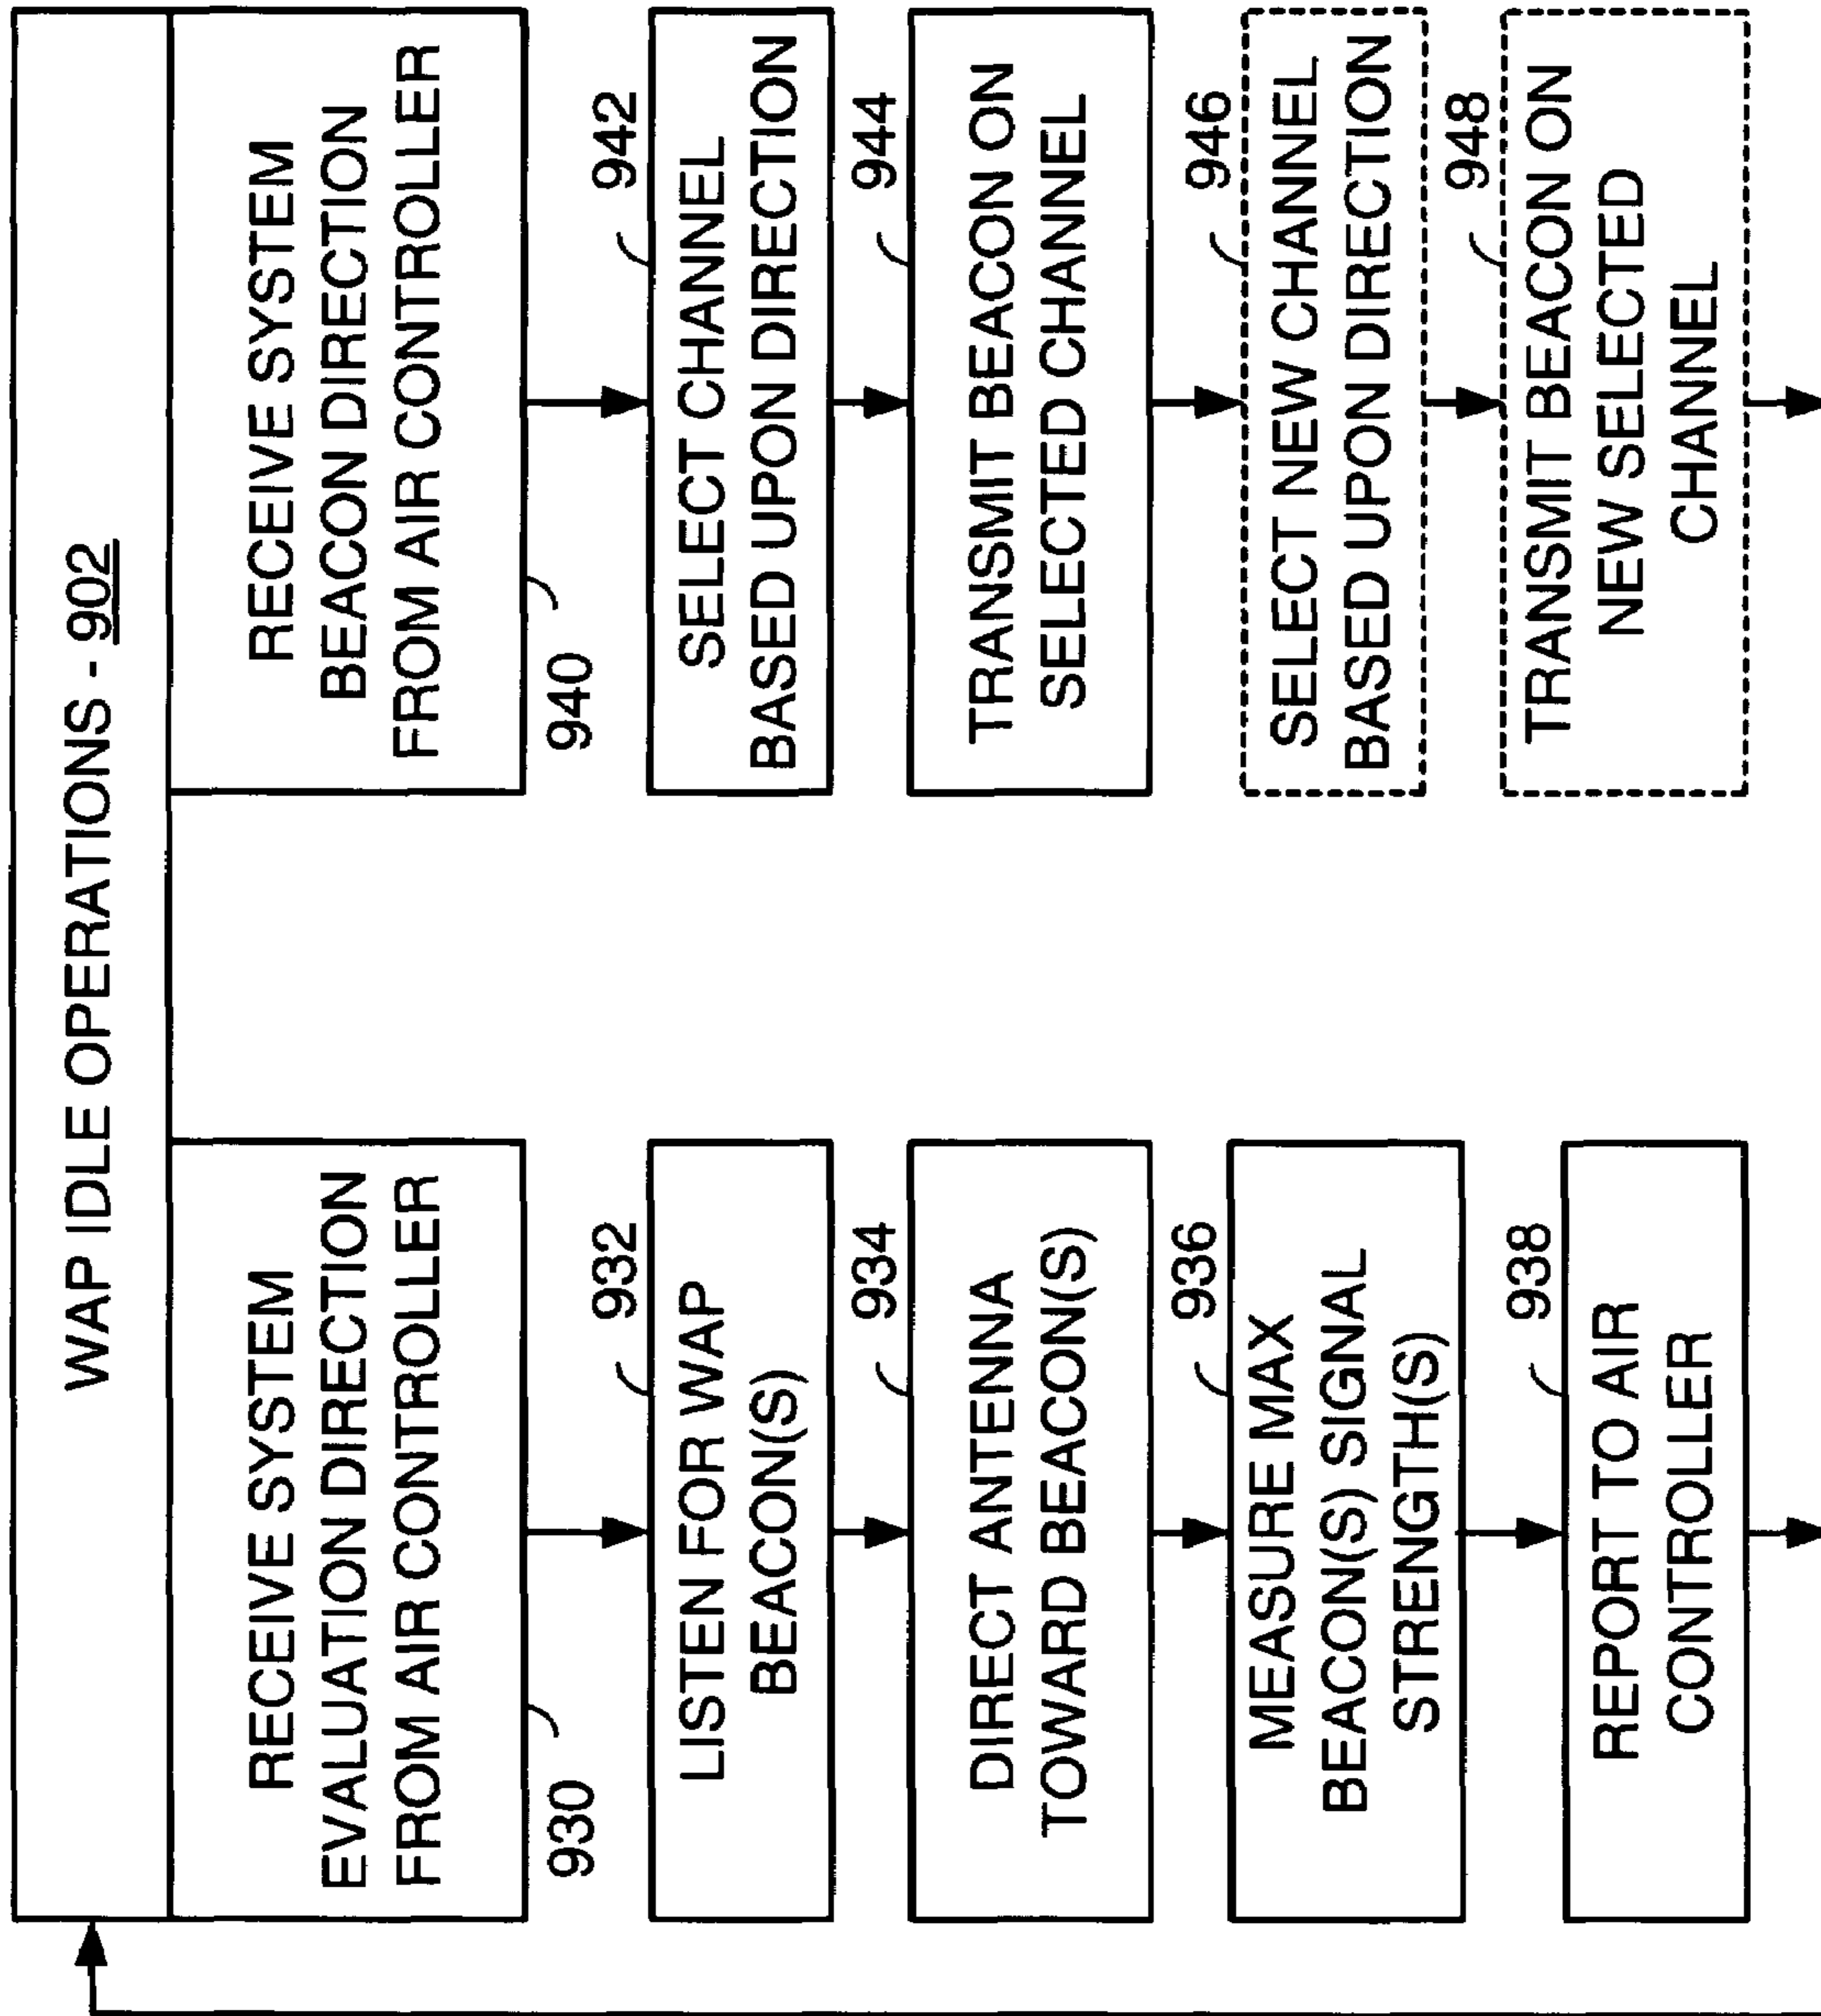 WAP IDLE OPERATIONS - 902
RECEIVE SYSTEM
EVALUATION DIRECTION
FROM AIR CONTROLLER
930
932
LISTEN FOR WAP
BEACON(S)
934
DIRECT ANTENNA
TOWARD BEACON(S)
936
MEASURE MAX
BEACON(S) SIGNAL
STRENGTH(S)
938
REPORT TO AIR
CONTROLLER
RECEIVE SYSTEM
BEACON DIRECTION
FROM AIR CONTROLLER
940
942
SELECT CHANNEL
BASED UPON DIRECTION
944
TRANSMIT BEACON ON
SELECTED CHANNEL
946
SELECT NEW CHANNEL
BASED UPON DIRECTION
948
TRANSMIT BEACON ON
NEW SELECTED
CHANNEL